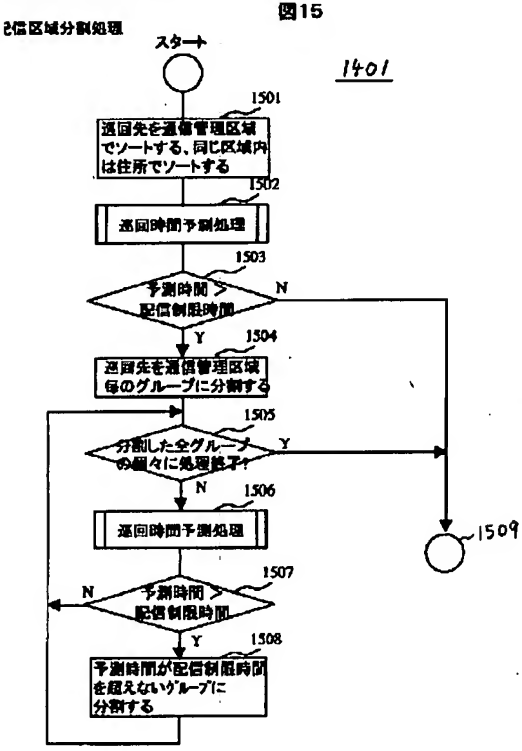 図15
信区域分割処理
スタート
1401
1501
巡回先を通信管理区域
でソートする、同じ区域内
は住所でソートする
1502
巡回時間予測処理
1503
予測時間 >
配信制限時間
N
Y
1504
巡回先を通信管理区域
毎のグループに分割する
1505
分割した全グループ
の個々に処理終了?
Y
N
1506
巡回時間予測処理
1509
1507
予測時間 >
配信制限時間
N
Y
1508
予測時間が配信制限時間
を超えないグループに
分割する